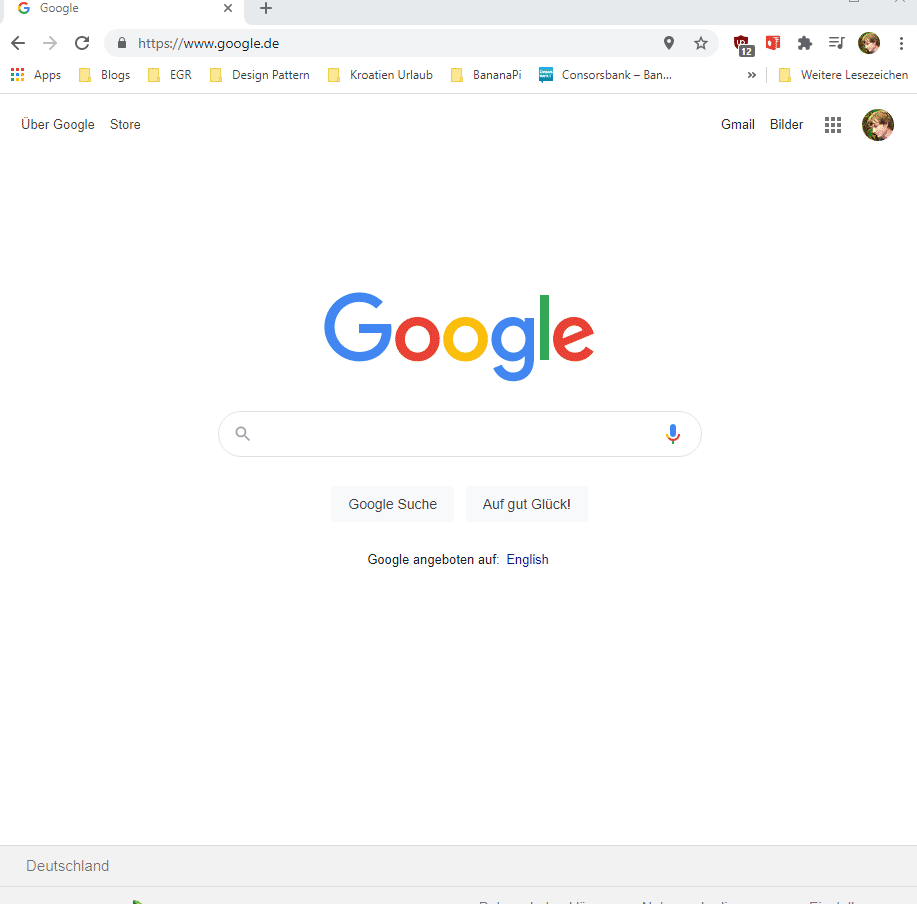 Google
https://www.google.de
12
Apps Blogs EGR Design Pattern Kroatien Urlaub BananaPi Consorsbank – Ban... » Weitere Lesezeichen
Über Google Store Gmail Bilder
Google
Google Suche Auf gut Glück!
Google angeboten auf: English
Deutschland